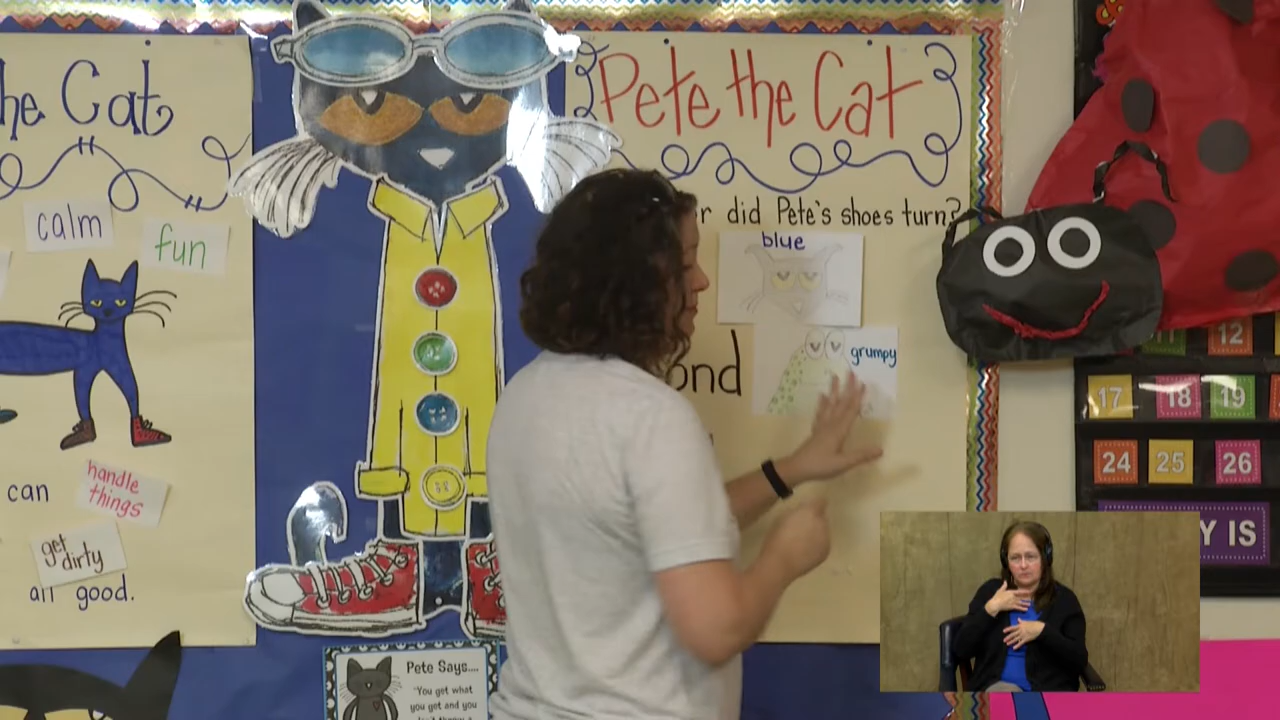 he Cat
calm
fun
can
handle
things
get
dirty
all good.
Pete the Cat
r did Pete's shoes turn?
blue
grumpy
ond
Pete Says....
"You get what
you get and you
12
17 18 19
24 25 26
Y IS